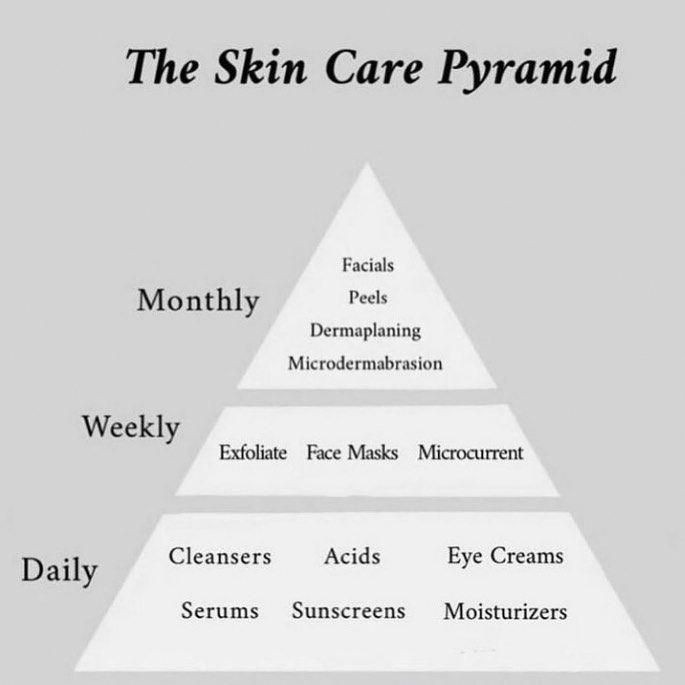 The Skin Care Pyramid
Monthly
Facials
Peels
Dermaplaning
Microdermabrasion
Weekly
Exfoliate Face Masks Microcurrent
Daily
Cleansers Acids Eye Creams
Serums Sunscreens Moisturizers